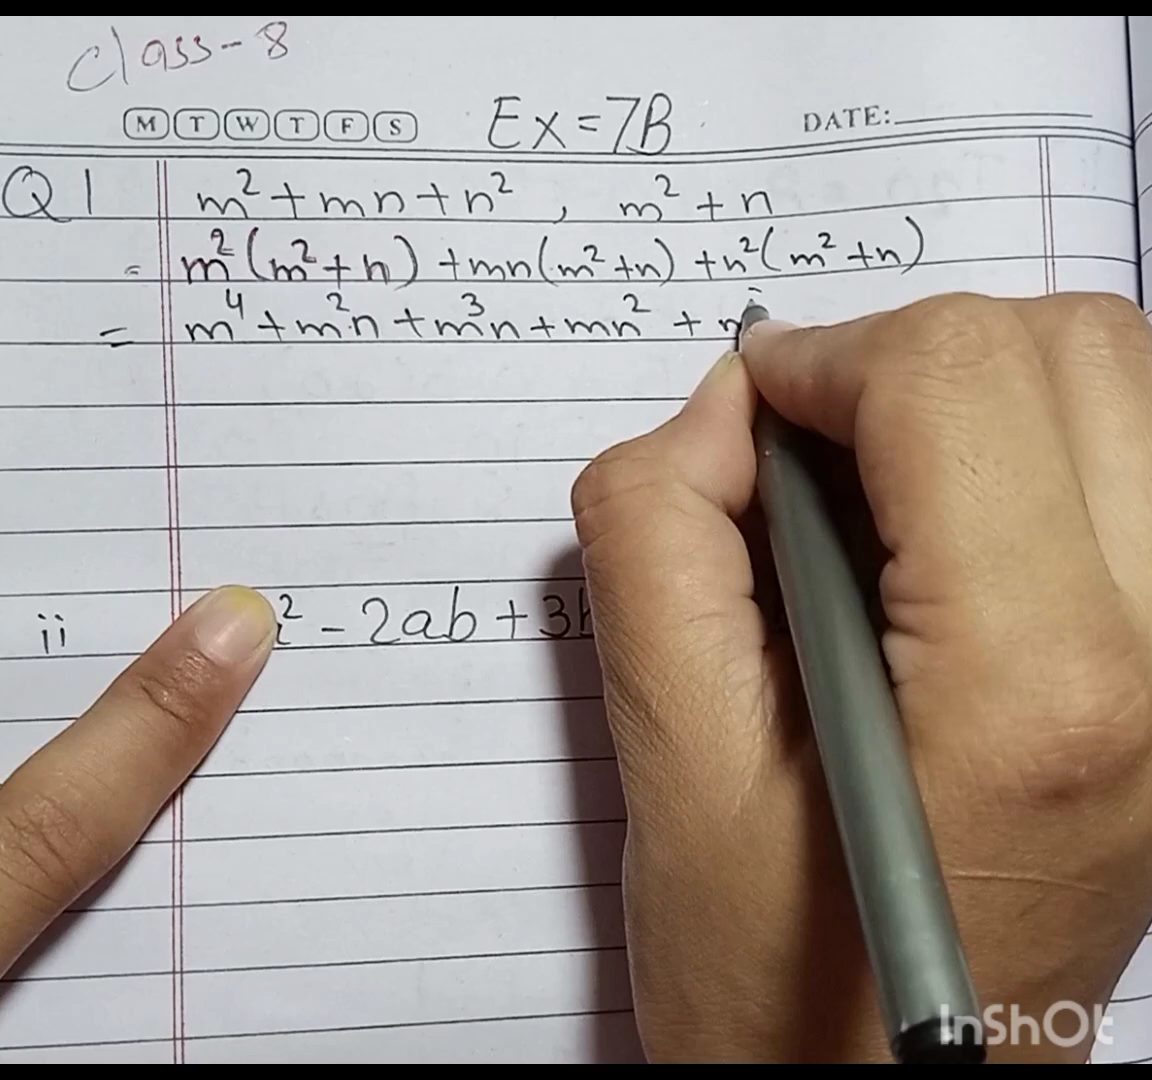 Class-8
M T W T F S Ex=7B DATE:
Q1 m²+mn+n², m²+n
= m²(m²+n)+mn(m²+n)+n²(m²+n)
= m⁴+m²n+m³n+mn²+
ii ²-2ab+3
InShOt